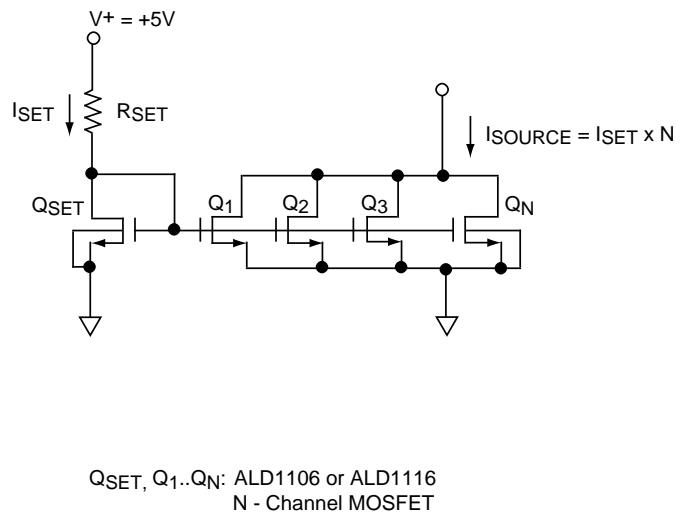 V+ = +5V
ISET
RSET
ISOURCE = ISET x N
QSET
Q1
Q2
Q3
QN
QSET, Q1..QN: ALD1106 or ALD1116
N - Channel MOSFET